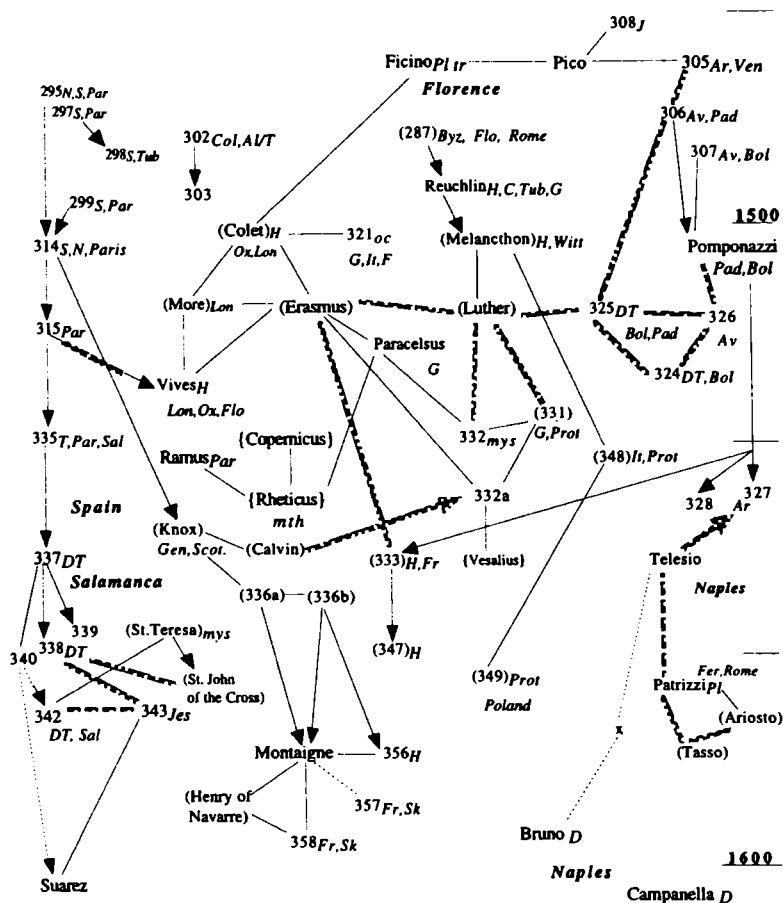 308 J
Ficino Pl tr Pico 305 Ar, Ven
Florence
295 N, S, Par
297 S, Par
306 Av, Pad
298 S, Tub
302 Col, Al/T
(287) Byz, Flo, Rome
307 Av, Bol
303
Reuchlin H, C, Tub, G
299 S, Par
1500
314 S, N, Paris
(Colet) H
Ox, Lon
321 oc
G, It, F
(Melancthon) H, Witt
Pomponazzi
Pad, Bol
315 Par
(More) Lon
(Erasmus)
(Luther)
325 DT
Bol, Pad
326
Av
Paracelsus
G
324 DT, Bol
Vives H
Lon, Ox, Flo
(331)
G, Prot
332 mys
335 T, Par, Sal
Ramus Par
{Copernicus}
(348) It, Prot
{Rheticus}
mth
332a
328
327
Ar
Spain
(Knox)
Gen, Scot.
(Calvin)
(333) H, Fr
{Vesalius}
Telesio
337 DT
Salamanca
Naples
(336a)
(336b)
339
(St. Teresa) mys
338 DT
340
(347) H
(St. John
of the Cross)
(349) Prot
Poland
Fer, Rome
Patrizzi Pl
342
DT, Sal
343 Jes
(Ariosto)
x
(Tasso)
Montaigne
356 H
(Henry of
Navarre)
357 Fr, Sk
358 Fr, Sk
Bruno D
1600
Naples
Suarez
Campanella D